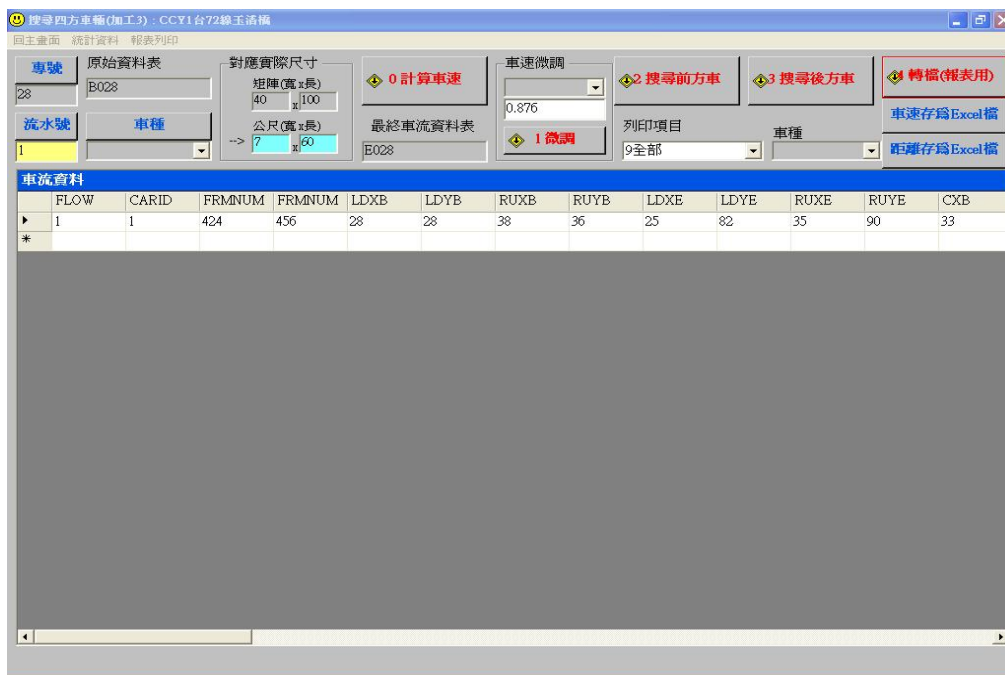 搜尋四方車輛(加工3) : CCY1台72線玉清橋
回主畫面 統計資料 報表列印
專號 原始資料表 對應實際尺寸 0 計算車速 車速微調 2 搜尋前方車 3 搜尋後方車 4 轉檔(報表用)
28 B028 矩陣(寬x長)
40 x 100 0.876 車速存為Excel檔
流水號 車種 公尺(寬x長) 最終車流資料表 1 微調 列印項目 車種
1 --> 7 x 60 E028 9全部 距離存為Excel檔
車流資料
FLOW CARID FRMNUM FRMNUM LDXB LDYB RUXB RUYB LDXE LDYE RUXE RUYE CXB
1 1 424 456 28 28 38 36 25 82 35 90 33